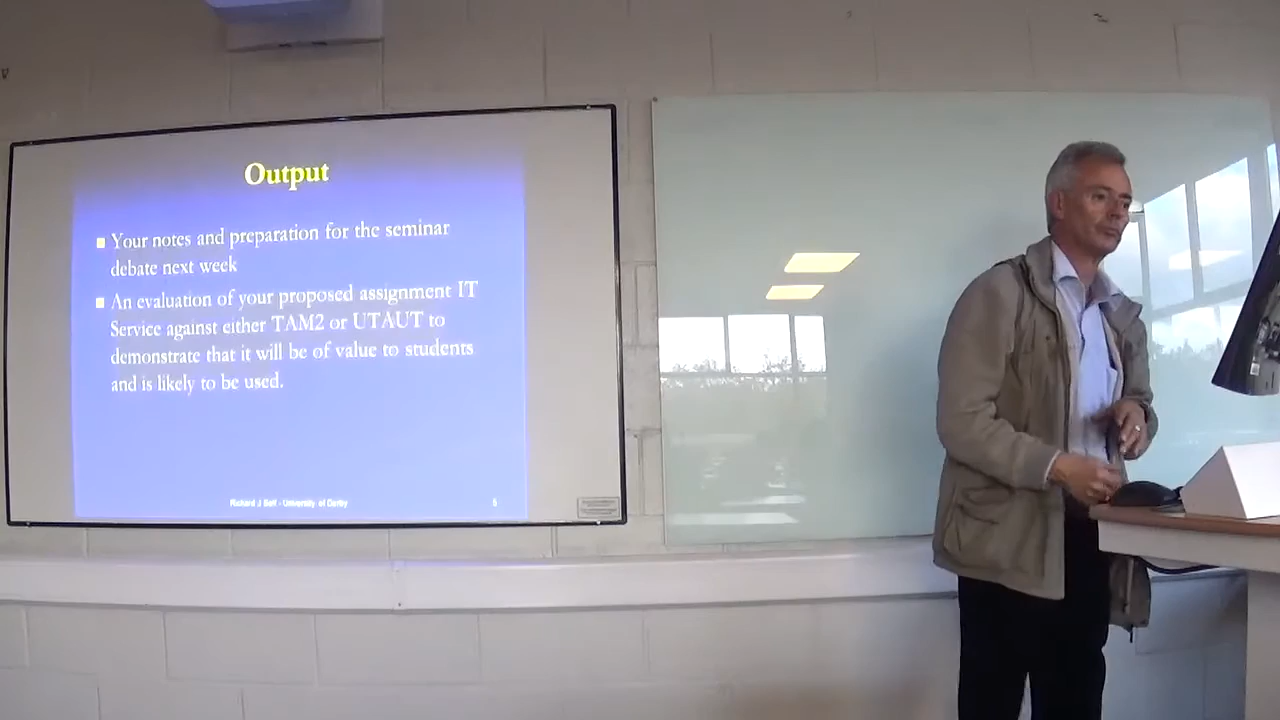 Output
Your notes and preparation for the seminar
debate next week
An evaluation of your proposed assignment IT
Service against either TAM2 or UTAUT to
demonstrate that it will be of value to students
and is likely to be used.
Richard J Self - University of Derby
5